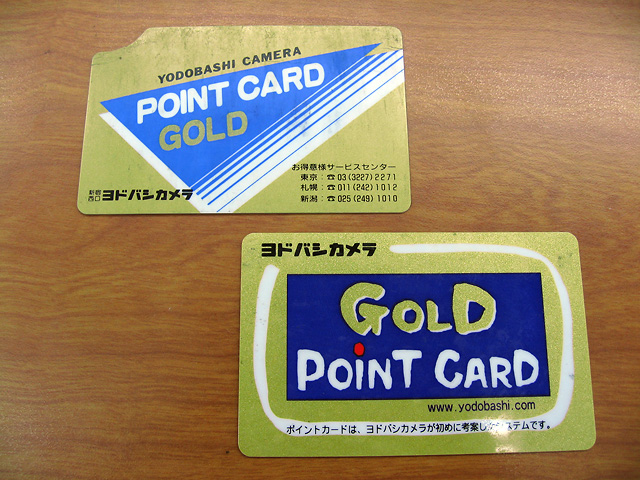 YODOBASHI CAMERA
POINT CARD
GOLD
お得意様サービスセンター
東京：☎03(3227)2271
札幌：☎011(242)1012
新潟：☎025(249)1010
新宿西口 ヨドバシカメラ
ヨドバシカメラ
GOLD
POINT CARD
www.yodobashi.com
ポイントカードは、ヨドバシカメラが初めに考案したシステムです。